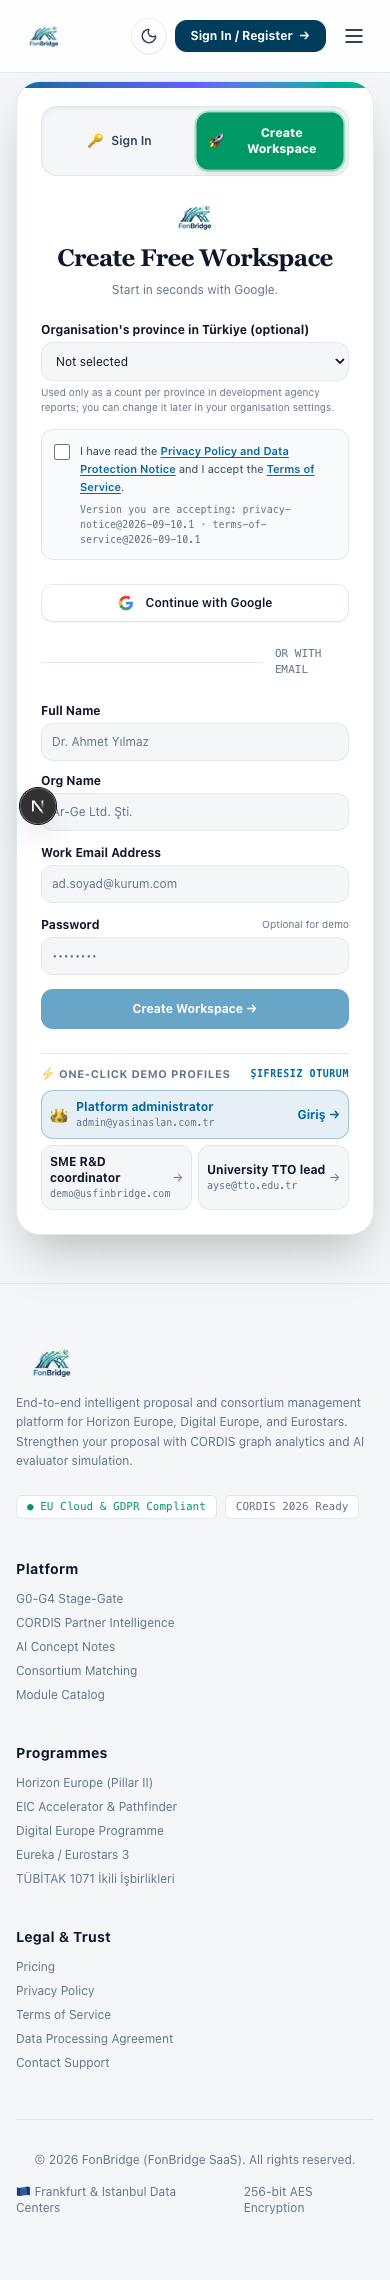 FonBridge
Sign In / Register →
🔑 Sign In
🚀 Create
Workspace
FonBridge
Create Free Workspace
Start in seconds with Google.
Organisation's province in Türkiye (optional)
Not selected
Used only as a count per province in development agency
reports; you can change it later in your organisation settings.
I have read the Privacy Policy and Data
Protection Notice and I accept the Terms of
Service.
Version you are accepting: privacy-
notice@2026-09-10.1 · terms-of-
service@2026-09-10.1
Continue with Google
OR WITH
EMAIL
Full Name
Dr. Ahmet Yılmaz
Org Name
N
Ar-Ge Ltd. Şti.
Work Email Address
ad.soyad@kurum.com
Password
Optional for demo
••••••••
Create Workspace →
⚡ ONE-CLICK DEMO PROFILES
ŞIFRESIZ OTURUM
Platform administrator
admin@yasinaslan.com.tr
Giriş →
SME R&D
coordinator
demo@usfinbridge.com
→
University TTO lead
ayse@tto.edu.tr
→
FonBridge
End-to-end intelligent proposal and consortium management
platform for Horizon Europe, Digital Europe, and Eurostars.
Strengthen your proposal with CORDIS graph analytics and AI
evaluator simulation.
● EU Cloud & GDPR Compliant
CORDIS 2026 Ready
Platform
G0-G4 Stage-Gate
CORDIS Partner Intelligence
AI Concept Notes
Consortium Matching
Module Catalog
Programmes
Horizon Europe (Pillar II)
EIC Accelerator & Pathfinder
Digital Europe Programme
Eureka / Eurostars 3
TÜBİTAK 1071 İkili İşbirlikleri
Legal & Trust
Pricing
Privacy Policy
Terms of Service
Data Processing Agreement
Contact Support
© 2026 FonBridge (FonBridge SaaS). All rights reserved.
🇪🇺 Frankfurt & Istanbul Data
Centers
256-bit AES
Encryption